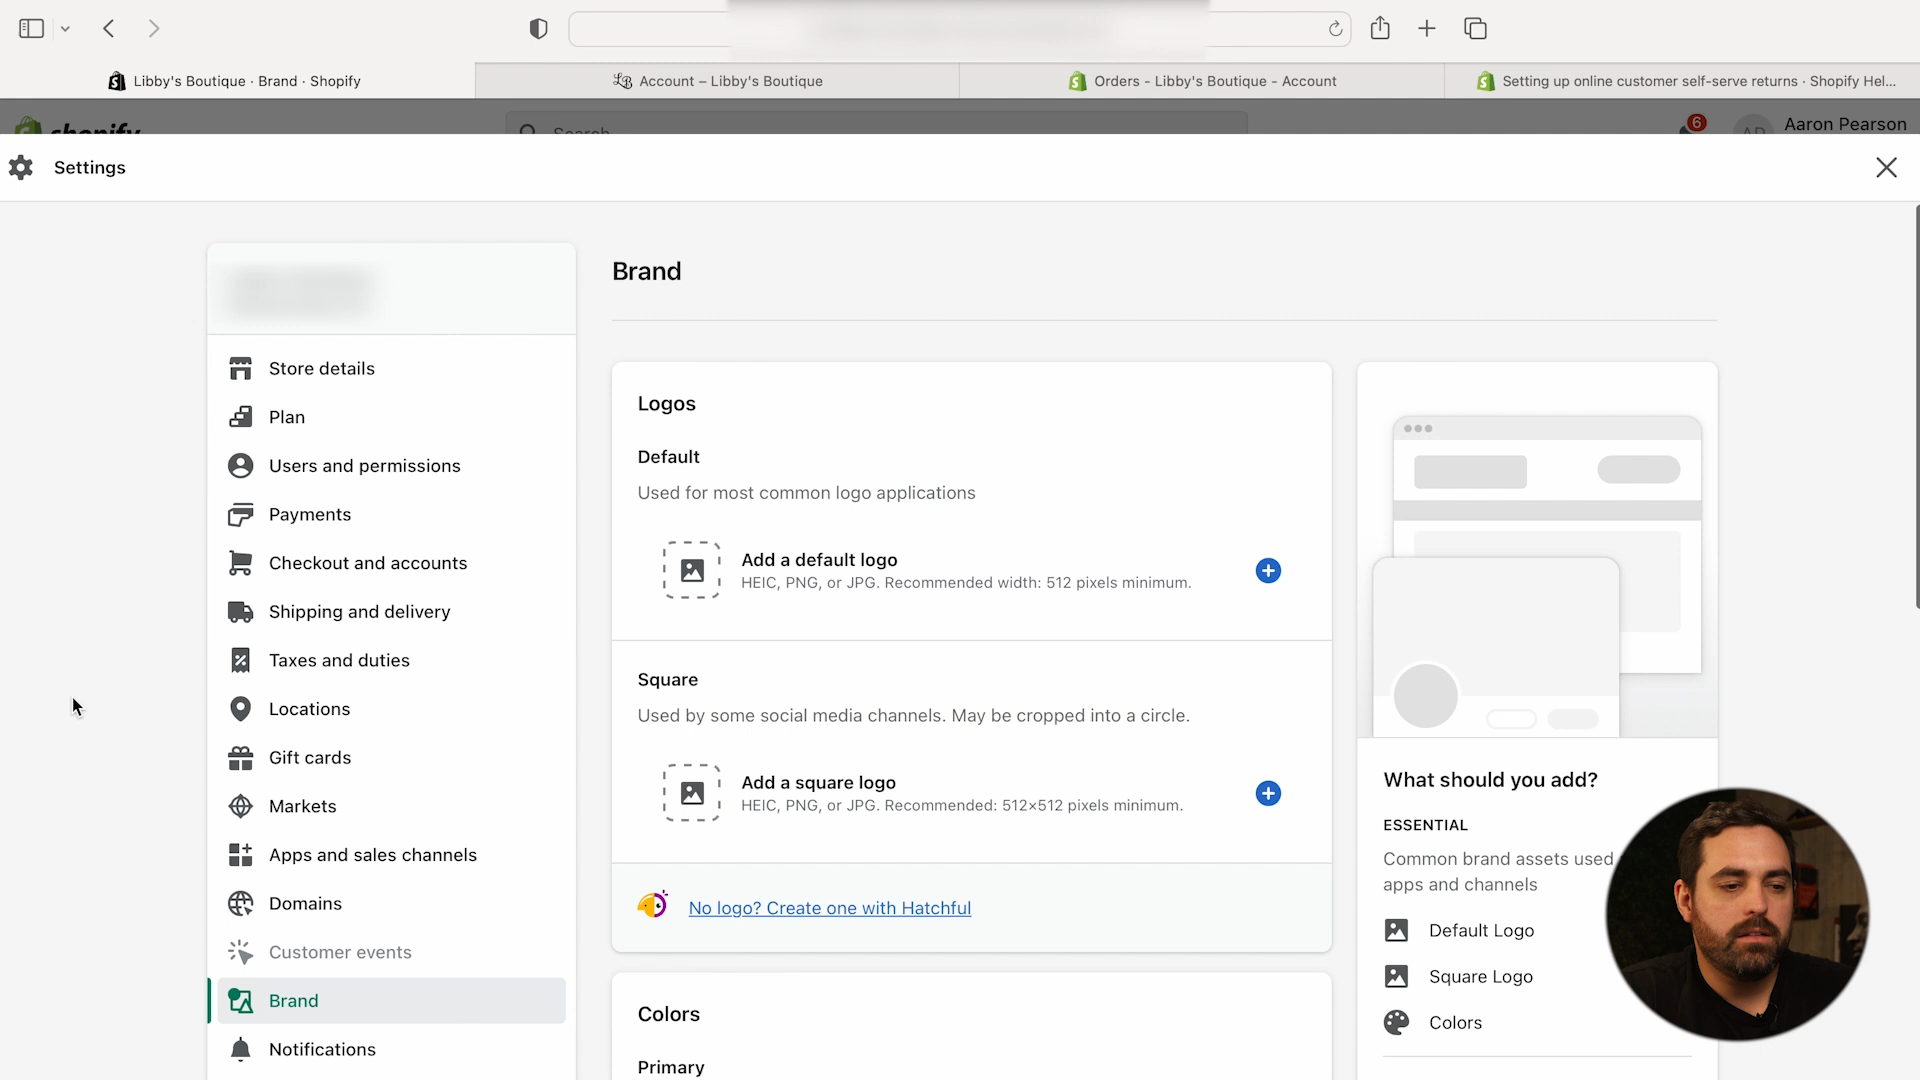 Libby's Boutique · Brand · Shopify
Account – Libby's Boutique
Orders - Libby's Boutique - Account
Setting up online customer self-serve returns · Shopify Hel...
shopify
Search
6
Aaron Pearson
Settings
Brand
Store details
Plan
Users and permissions
Payments
Checkout and accounts
Shipping and delivery
Taxes and duties
Locations
Gift cards
Markets
Apps and sales channels
Domains
Customer events
Brand
Notifications
Logos
Default
Used for most common logo applications
Add a default logo
HEIC, PNG, or JPG. Recommended width: 512 pixels minimum.
Square
Used by some social media channels. May be cropped into a circle.
Add a square logo
HEIC, PNG, or JPG. Recommended: 512×512 pixels minimum.
No logo? Create one with Hatchful
Colors
Primary
What should you add?
ESSENTIAL
Common brand assets used
apps and channels
Default Logo
Square Logo
Colors